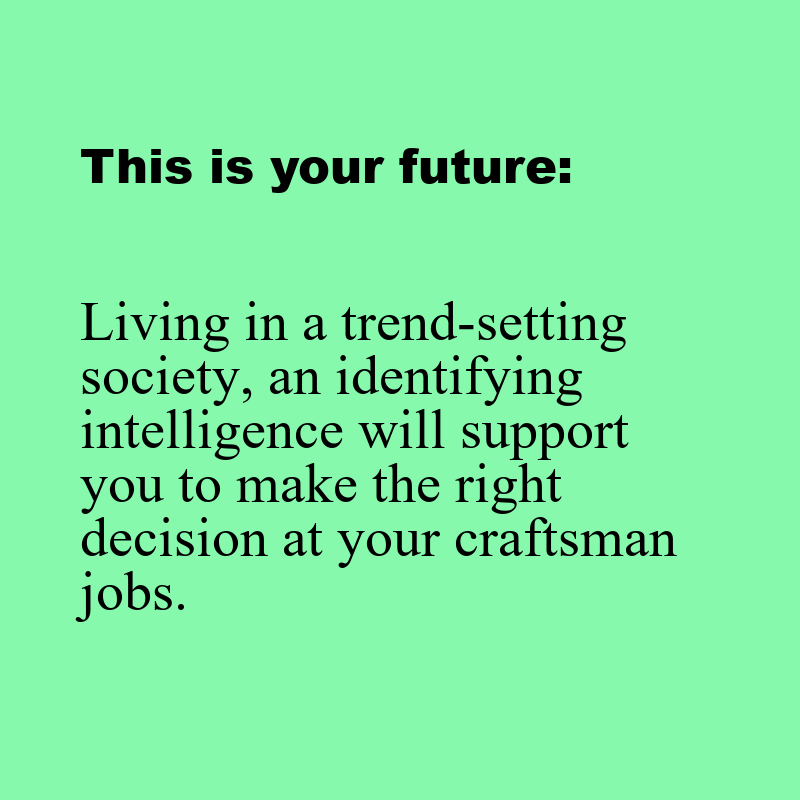 This is your future:
Living in a trend-setting
society, an identifying
intelligence will support
you to make the right
decision at your craftsman
jobs.